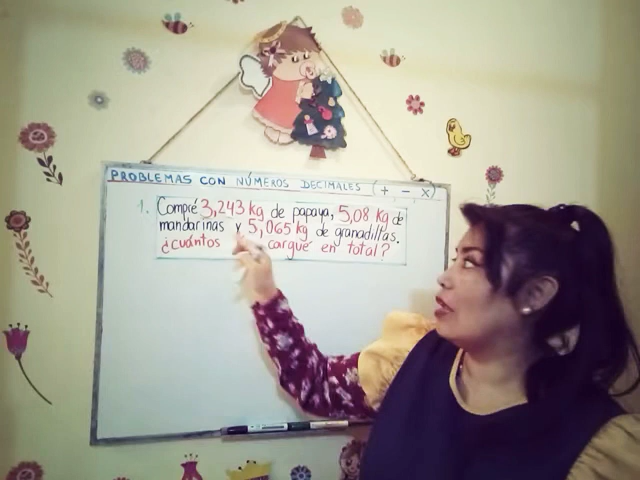 PROBLEMAS CON NÚMEROS DECIMALES (+ - x)
1. Compré 3,243 kg de papaya, 5,08 kg de
mandarinas y 5,065 kg de granadillas.
¿cuántos cargué en total?